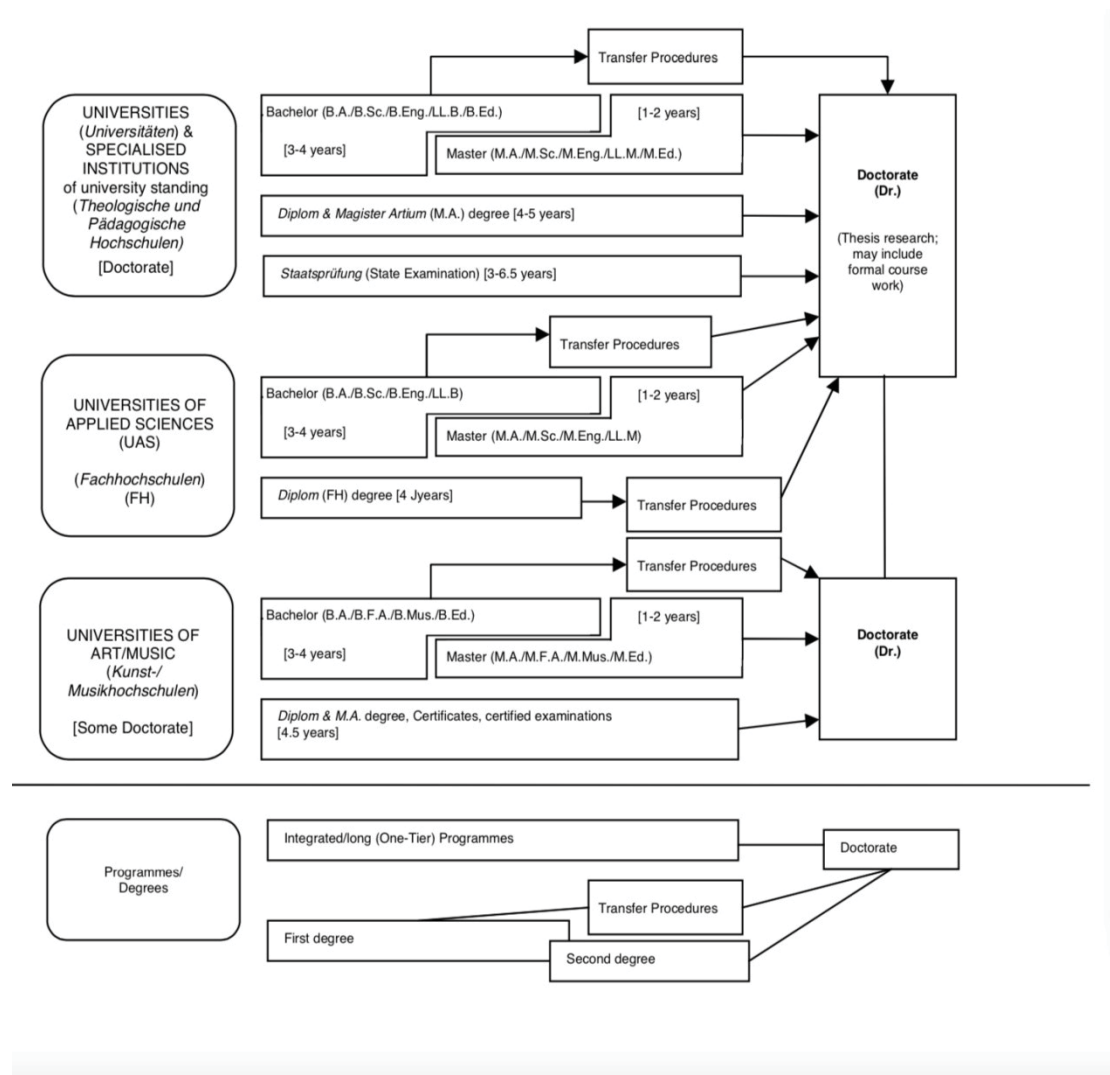 Transfer Procedures
UNIVERSITIES
(Universitäten) &
SPECIALISED
INSTITUTIONS
of university standing
(Theologische und
Pädagogische
Hochschulen)
[Doctorate]
Bachelor (B.A./B.Sc./B.Eng./LL.B./B.Ed.)
[1-2 years]
[3-4 years]
Master (M.A./M.Sc./M.Eng./LL.M./M.Ed.)
Diplom & Magister Artium (M.A.) degree [4-5 years]
Staatsprüfung (State Examination) [3-6.5 years]
Doctorate
(Dr.)
(Thesis research;
may include
formal course
work)
Transfer Procedures
UNIVERSITIES OF
APPLIED SCIENCES
(UAS)
(Fachhochschulen)
(FH)
Bachelor (B.A./B.Sc./B.Eng./LL.B)
[1-2 years]
[3-4 years]
Master (M.A./M.Sc./M.Eng./LL.M)
Diplom (FH) degree [4 Jyears]
Transfer Procedures
Transfer Procedures
UNIVERSITIES OF
ART/MUSIC
(Kunst-/
Musikhochschulen)
[Some Doctorate]
Bachelor (B.A./B.F.A./B.Mus./B.Ed.)
[1-2 years]
[3-4 years]
Master (M.A./M.F.A./M.Mus./M.Ed.)
Diplom & M.A. degree, Certificates, certified examinations
[4.5 years]
Doctorate
(Dr.)
Programmes/
Degrees
Integrated/long (One-Tier) Programmes
Doctorate
Transfer Procedures
First degree
Second degree